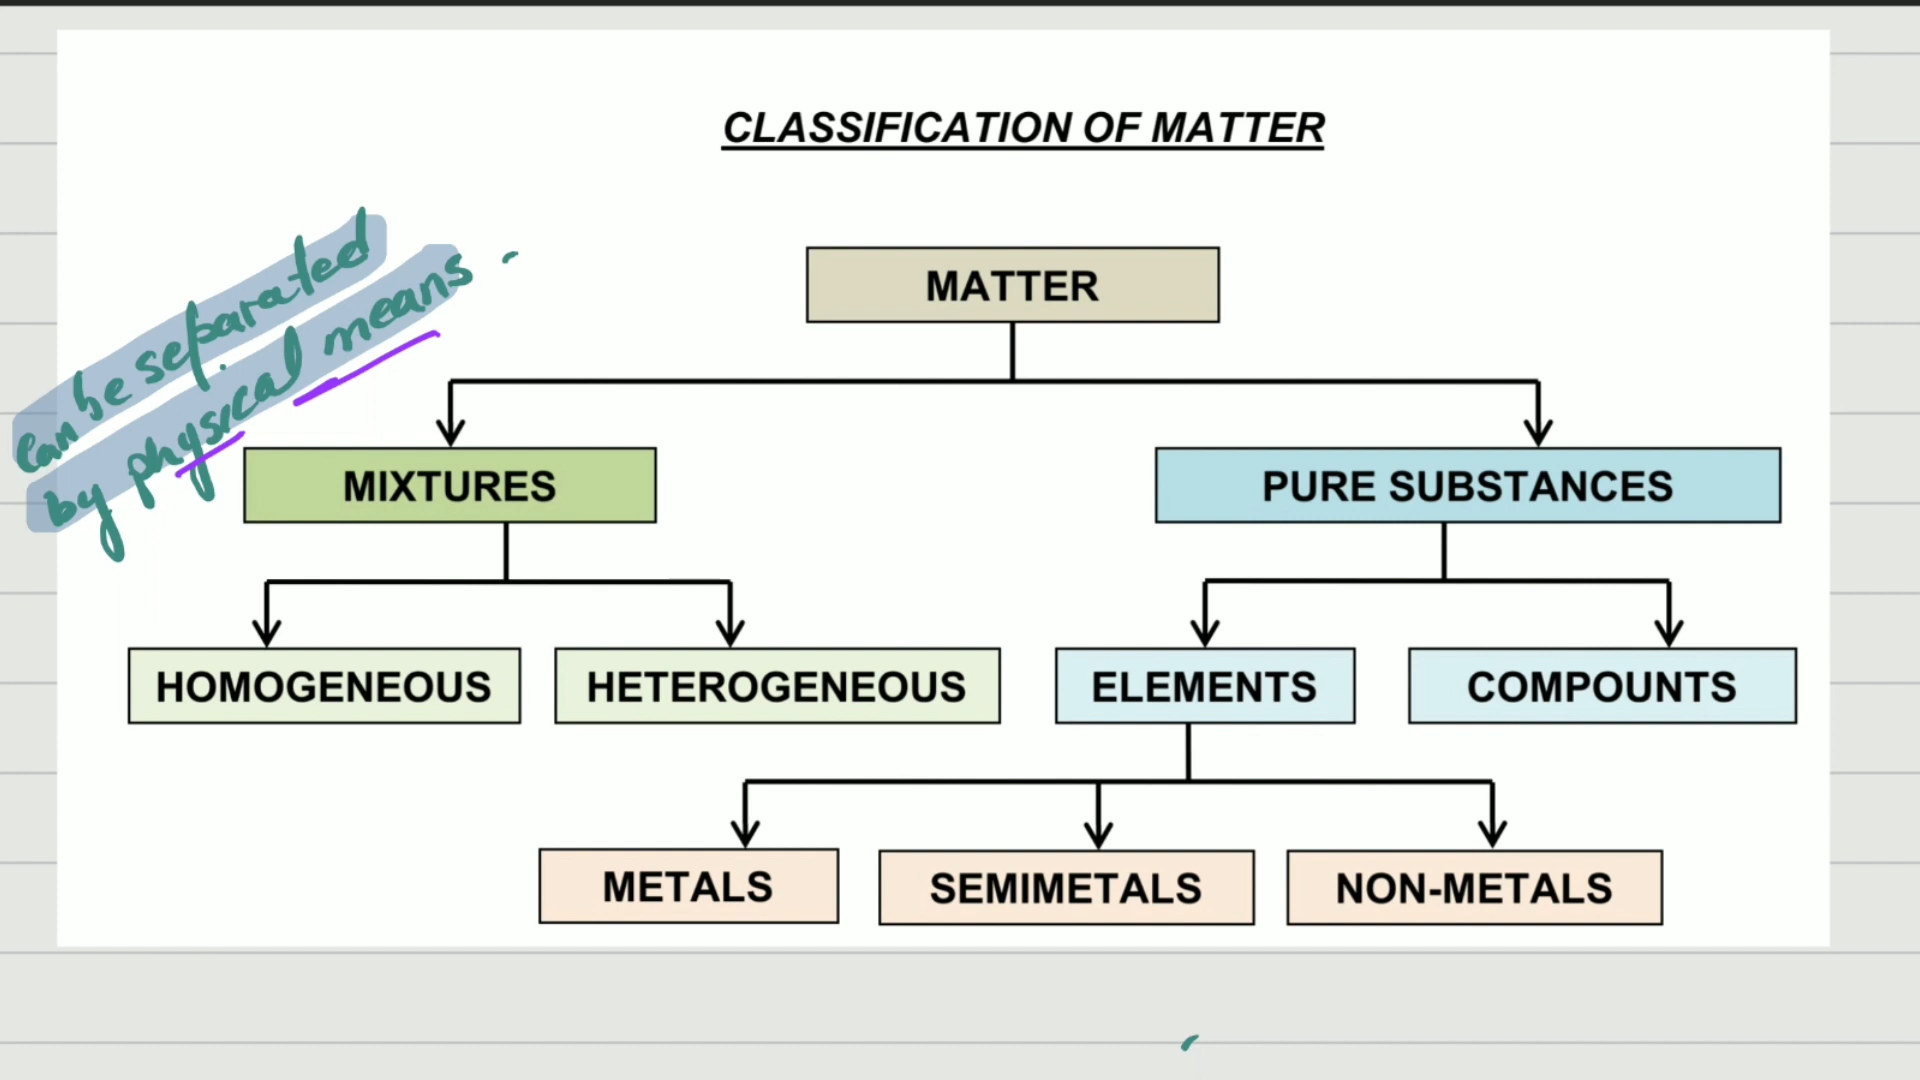 CLASSIFICATION OF MATTER
can be separated
by physical means
MATTER
MIXTURES
PURE SUBSTANCES
HOMOGENEOUS
HETEROGENEOUS
ELEMENTS
COMPOUNTS
METALS
SEMIMETALS
NON-METALS